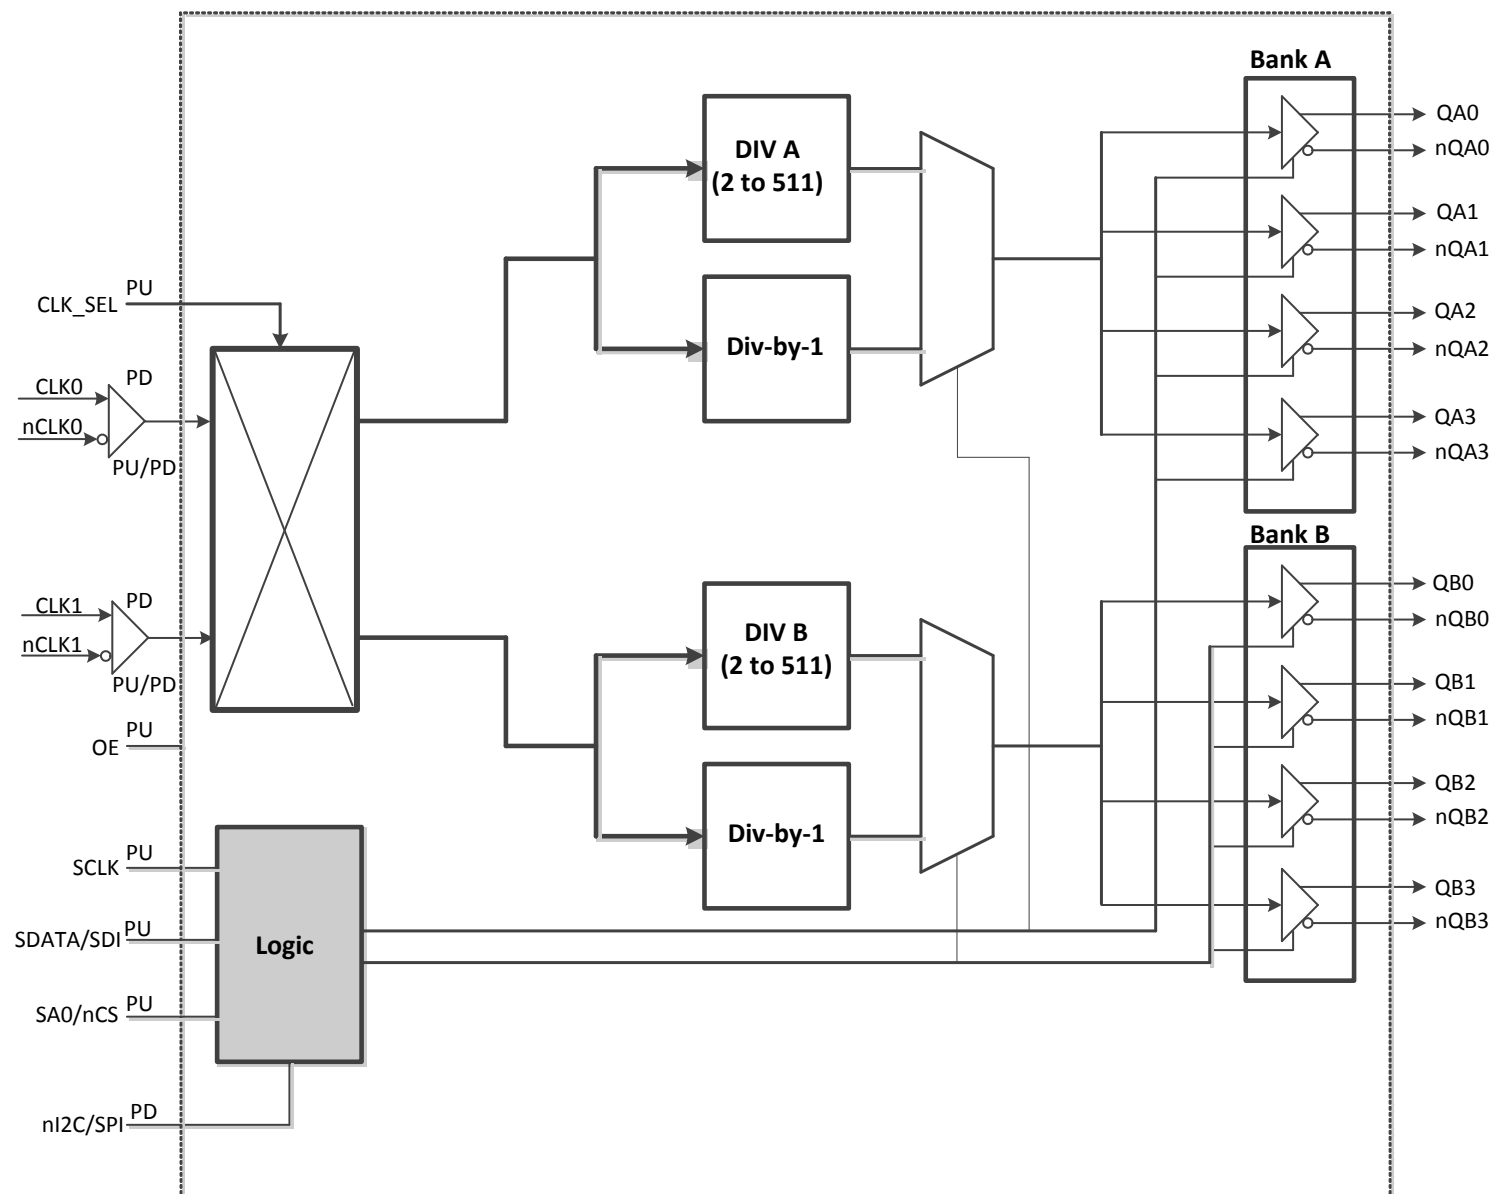 Bank A
QA0
nQA0
DIV A
(2 to 511)
QA1
nQA1
PU
CLK_SEL
QA2
nQA2
Div-by-1
CLK0
PD
nCLK0
PU/PD
QA3
nQA3
Bank B
QB0
nQB0
CLK1
PD
nCLK1
PU/PD
DIV B
(2 to 511)
QB1
nQB1
OE
PU
QB2
nQB2
Div-by-1
SCLK
PU
QB3
nQB3
SDATA/SDI
PU
Logic
SA0/nCS
PU
nI2C/SPI
PD